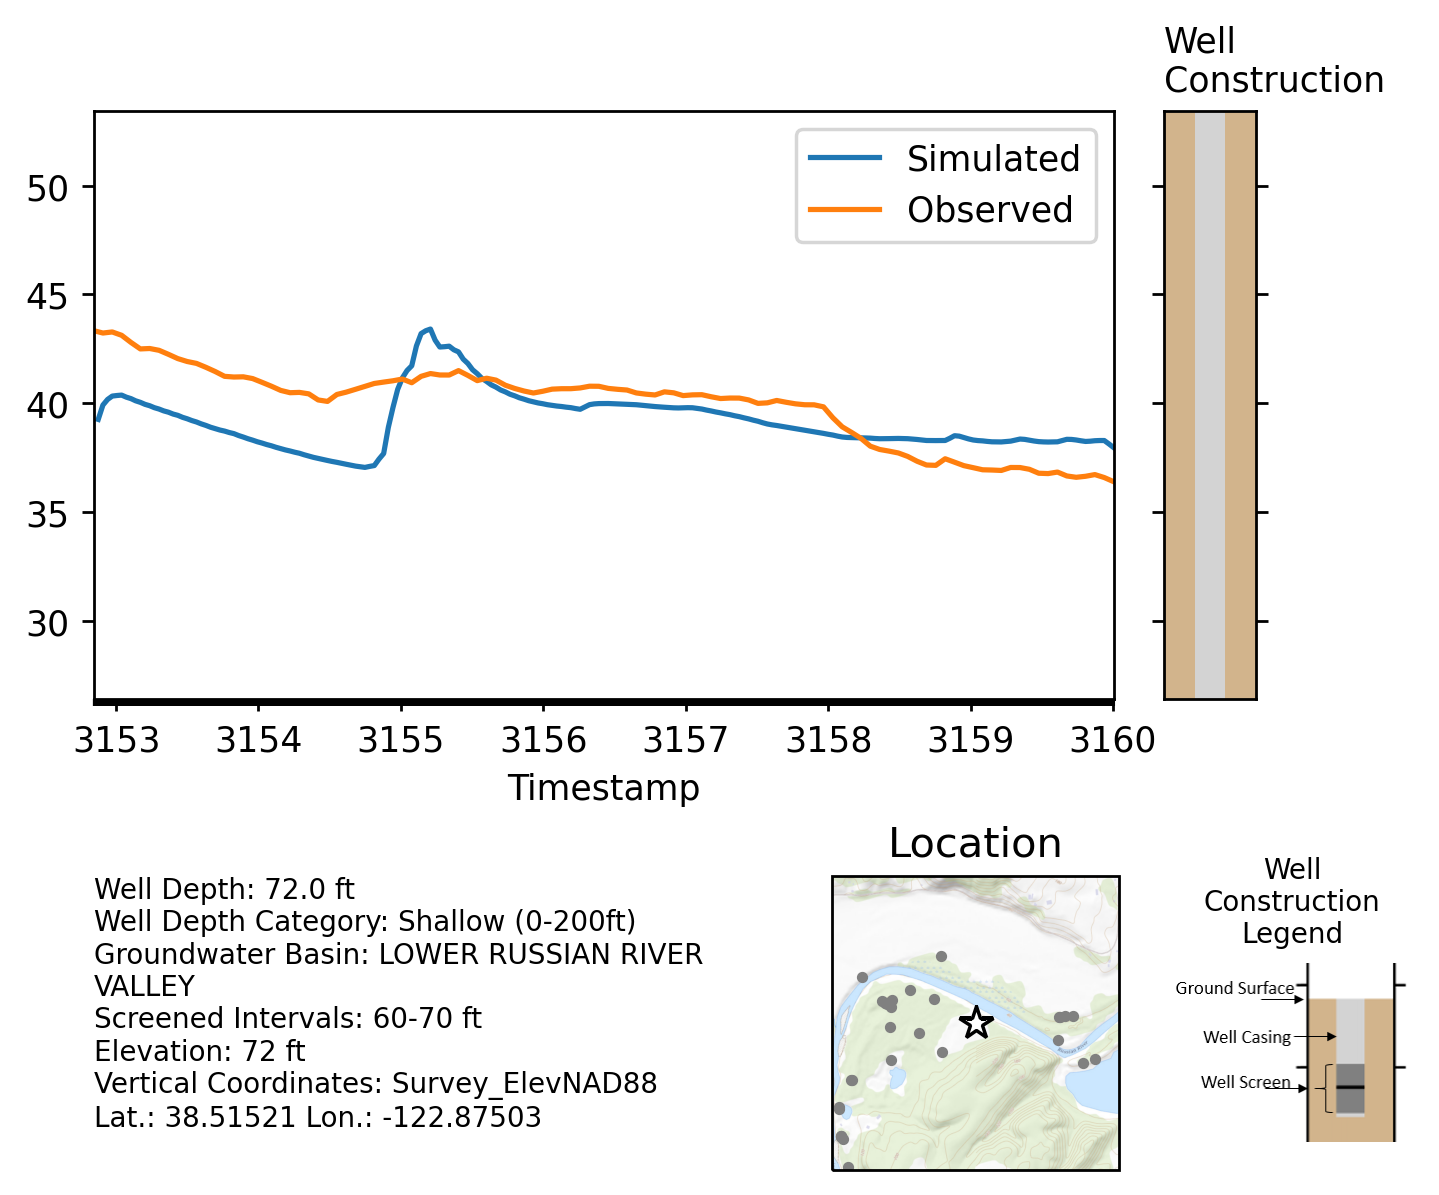 Well
Construction
50
45
40
35
30
Simulated
Observed
3153
3154
3155
3156
3157
3158
3159
3160
Timestamp
Well Depth: 72.0 ft
Well Depth Category: Shallow (0-200ft)
Groundwater Basin: LOWER RUSSIAN RIVER
VALLEY
Screened Intervals: 60-70 ft
Elevation: 72 ft
Vertical Coordinates: Survey_ElevNAD88
Lat.: 38.51521 Lon.: -122.87503
Location
Russian River
Well
Construction
Legend
Ground Surface
Well Casing
Well Screen